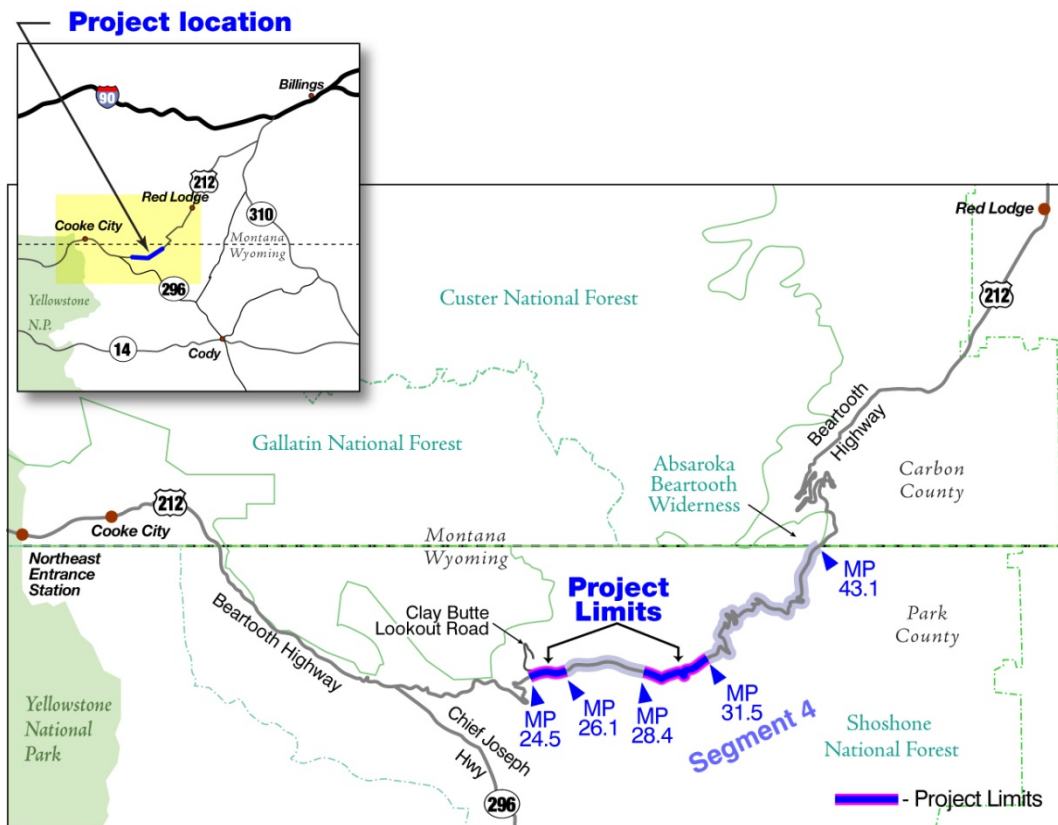 Project location
Billings
90
212
Red Lodge
310
Cooke City
Montana
Wyoming
296
Yellowstone
N.P.
14
Cody
Red Lodge
212
Custer National Forest
Beartooth
Highway
Gallatin National Forest
Absaroka
Beartooth
Widerness
Carbon
County
212
Cooke City
Northeast
Entrance
Station
Montana
Wyoming
MP
43.1
Project
Limits
Clay Butte
Lookout Road
Park
County
Beartooth Highway
MP
24.5
MP
26.1
MP
28.4
MP
31.5
Segment 4
Yellowstone
National
Park
Chief Joseph
Hwy
Shoshone
National Forest
296
- Project Limits